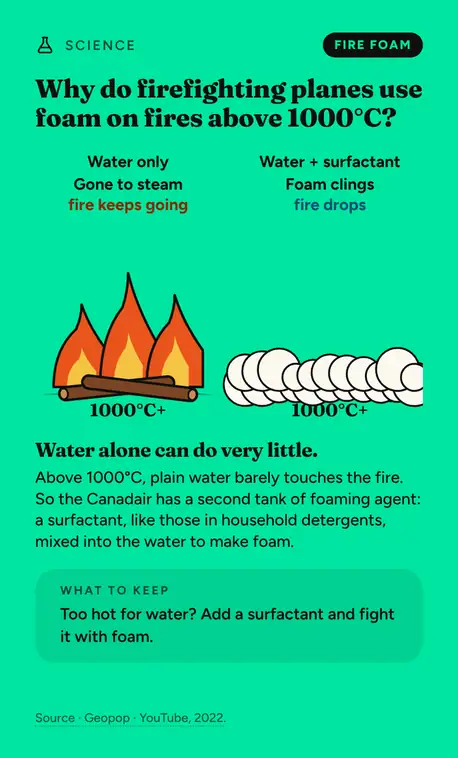 SCIENCE
FIRE FOAM
Why do firefighting planes use
foam on fires above 1000°C?
Water only
Gone to steam
fire keeps going
Water + surfactant
Foam clings
fire drops
1000°C+
1000°C+
Water alone can do very little.
Above 1000°C, plain water barely touches the fire.
So the Canadair has a second tank of foaming agent:
a surfactant, like those in household detergents,
mixed into the water to make foam.
WHAT TO KEEP
Too hot for water? Add a surfactant and fight
it with foam.
Source · Geopop · YouTube, 2022.